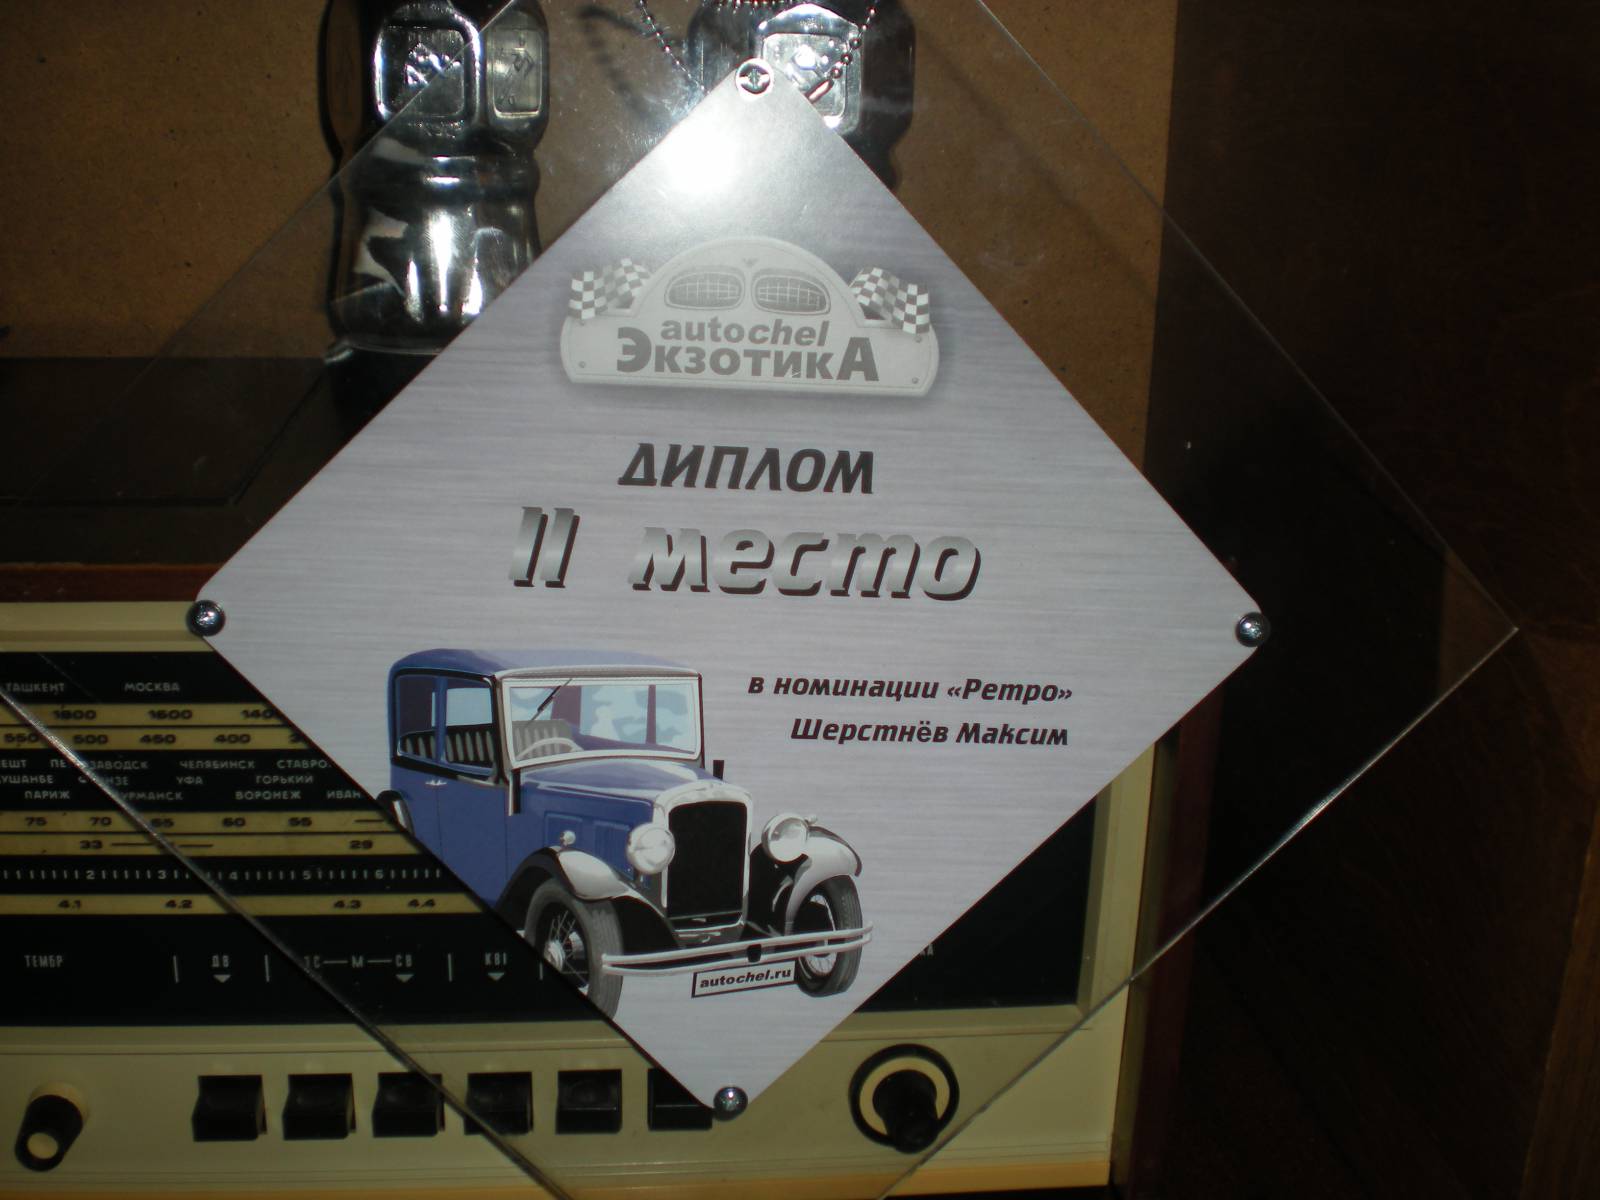 autochel
ЭкзотикА
ДИПЛОМ
II место
в номинации «Ретро»
Шерстнёв Максим
autochel.ru
ТАШКЕНТ МОСКВА
1800 1600
550 500 450 400
ЧЕЛЯБИНСК
УФА ГОРЬКИЙ
ПАРИЖ ВОРОНЕЖ
75 70 65 60 55
33 29
2 3 4 5 6
4.1 4.2 4.3 4.4
ТЕМБР ДВ М СВ КВІ